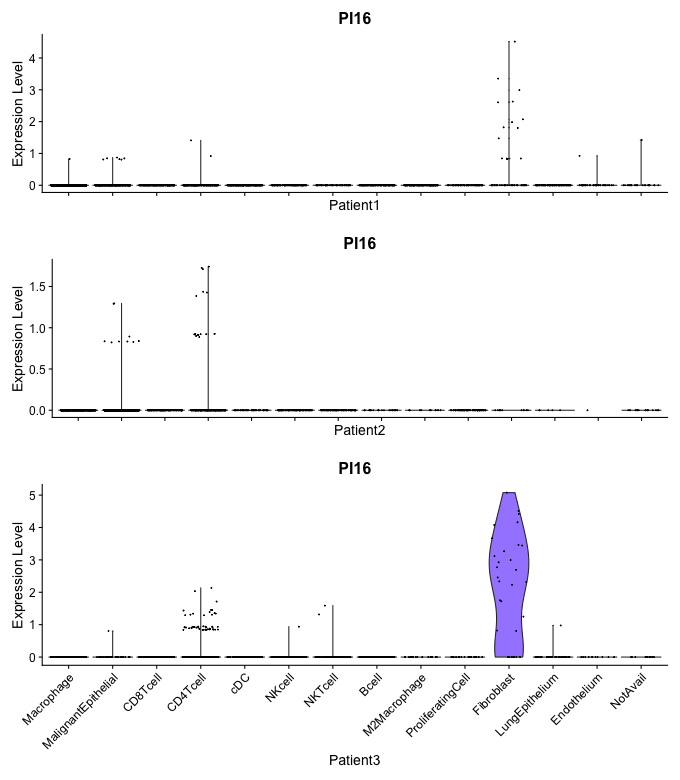 PI16
Expression Level
4
3
2
1
0
Patient1
PI16
Expression Level
1.5
1.0
0.5
0.0
Patient2
PI16
Expression Level
5
4
3
2
1
0
Macrophage
MalignantEpithelial
CD8Tcell
CD4Tcell
cDC
NKcell
NKTcell
Bcell
M2Macrophage
ProliferatingCell
Fibroblast
LungEpithelium
Endothelium
NotAvail
Patient3